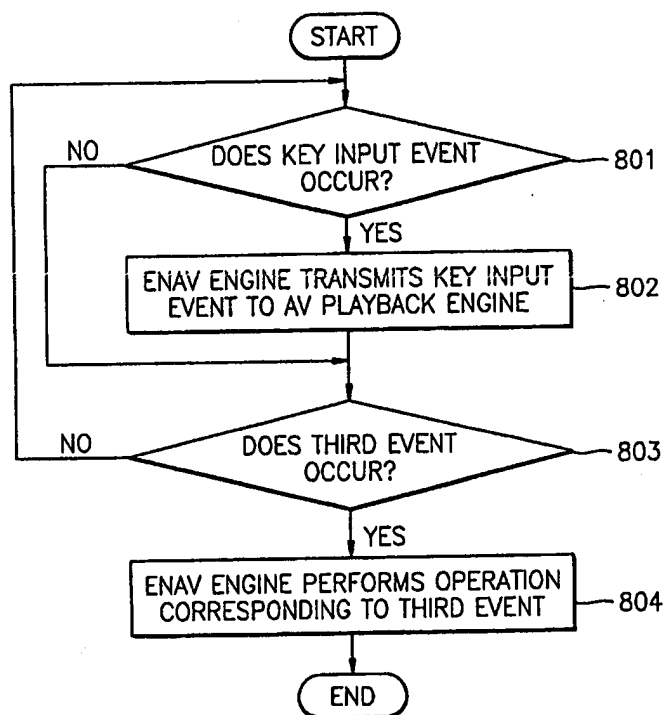 START
DOES KEY INPUT EVENT
OCCUR?
801
NO
YES
ENAV ENGINE TRANSMITS KEY INPUT
EVENT TO AV PLAYBACK ENGINE
802
DOES THIRD EVENT
OCCUR?
803
NO
YES
ENAV ENGINE PERFORMS OPERATION
CORRESPONDING TO THIRD EVENT
804
END